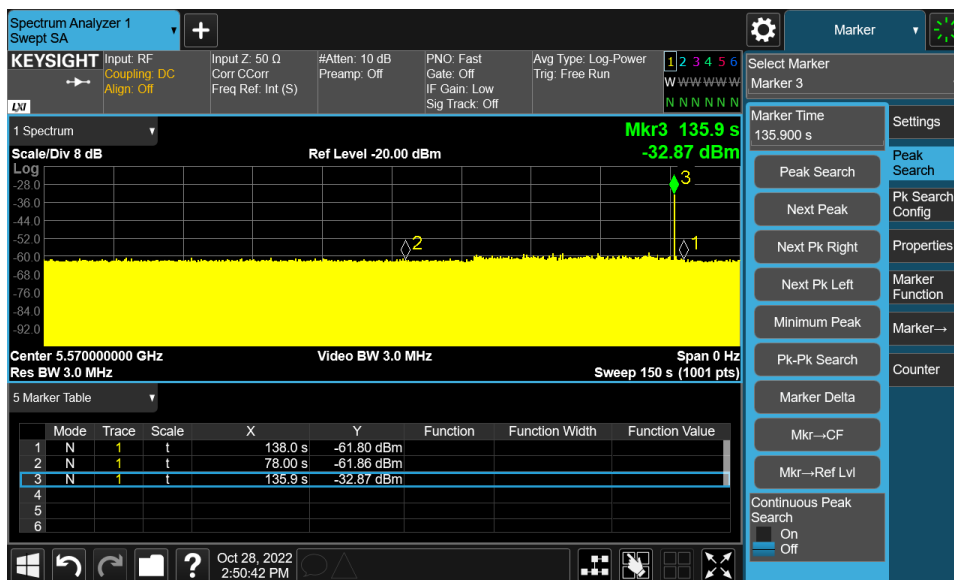 Spectrum Analyzer 1
Swept SA
+
Marker
KEYSIGHT
LXI
Input: RF
Coupling: DC
Align: Off
Input Z: 50 Ω
Corr CCorr
Freq Ref: Int (S)
#Atten: 10 dB
Preamp: Off
PNO: Fast
Gate: Off
IF Gain: Low
Sig Track: Off
Avg Type: Log-Power
Trig: Free Run
1 2 3 4 5 6
W W W W W W
N N N N N N
1 Spectrum
Scale/Div 8 dB
Ref Level -20.00 dBm
Mkr3 135.9 s
-32.87 dBm
Log
-28.0
-36.0
-44.0
-52.0
-60.0
-68.0
-76.0
-84.0
-92.0
3
2
1
Center 5.570000000 GHz
Video BW 3.0 MHz
Span 0 Hz
Res BW 3.0 MHz
Sweep 150 s (1001 pts)
5 Marker Table
Mode Trace Scale X Y Function Function Width Function Value
1 N 1 t 138.0 s -61.80 dBm
2 N 1 t 78.00 s -61.86 dBm
3 N 1 t 135.9 s -32.87 dBm
4
5
6
Select Marker
Marker 3
Marker Time
135.900 s
Peak Search
Next Peak
Next Pk Right
Next Pk Left
Minimum Peak
Pk-Pk Search
Marker Delta
Mkr→CF
Mkr→Ref Lvl
Continuous Peak
Search
On
Off
Settings
Peak
Search
Pk Search
Config
Properties
Marker
Function
Marker→
Counter
?
Oct 28, 2022
2:50:42 PM